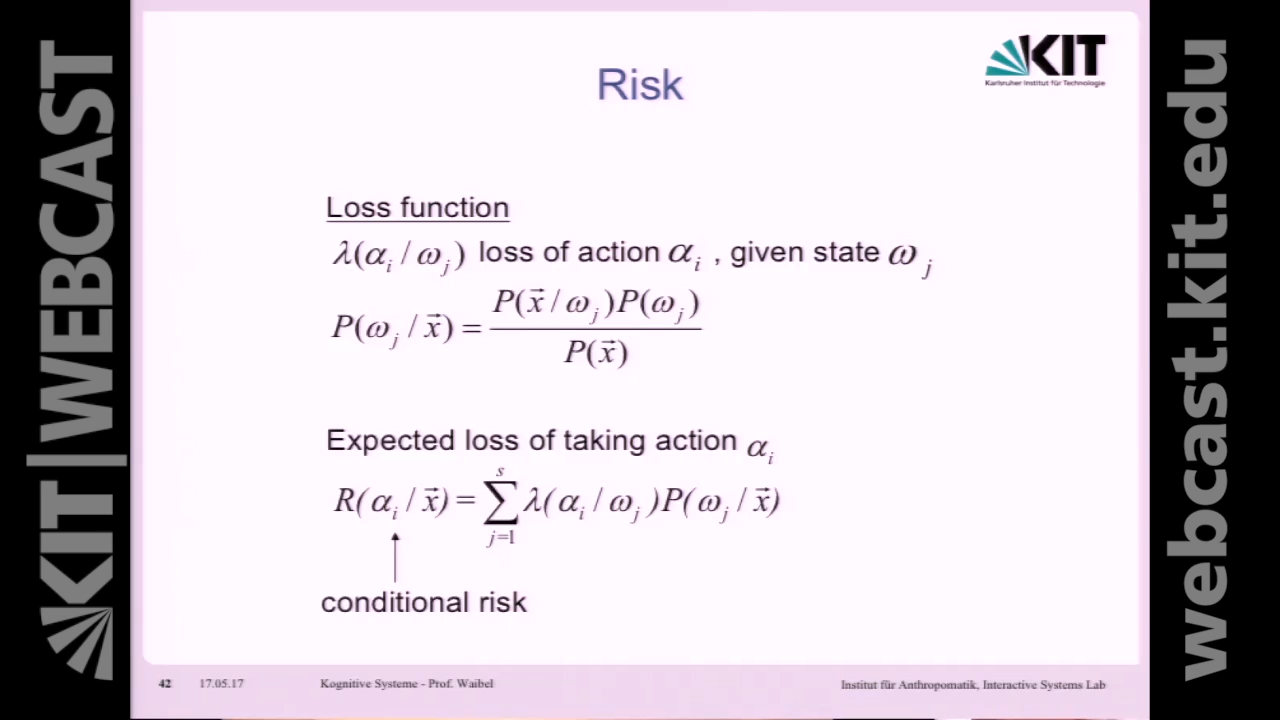 KIT|WEBCAST
KIT
Karlsruher Institut für Technologie
Risk
Loss function
λ(αᵢ / ωⱼ) loss of action αᵢ , given state ωⱼ
P(ωⱼ / x⃗) = P(x⃗ / ωⱼ)P(ωⱼ) / P(x⃗)
Expected loss of taking action αᵢ
R(αᵢ / x⃗) = ∑ⱼ₌₁ˢ λ(αᵢ / ωⱼ)P(ωⱼ / x⃗)
conditional risk
42 17.05.17 Kognitive Systeme - Prof. Waibel Institut für Anthropomatik, Interactive Systems Lab
webcast.kit.edu